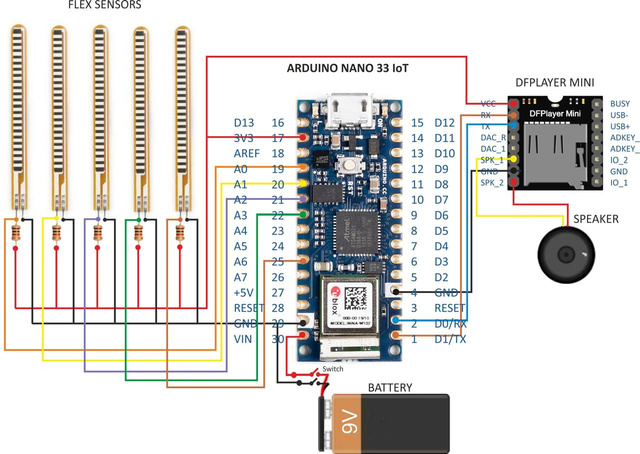 FLEX SENSORS
ARDUINO NANO 33 IoT
DFPLAYER MINI
D13 16
3V3 17
AREF 18
A0 19
A1 20
A2 21
A3 22
A4 23
A5 24
A6 25
A7 26
+5V 27
RESET 28
GND 29
VIN 30
15 D12
14 D11
13 D10
12 D9
11 D8
10 D7
9 D6
8 D5
7 D4
6 D3
5 D2
4 GND
3 RESET
2 D0/RX
1 D1/TX
VCC
RX
TX
DAC_R
DAC_1
SPK_1
GND
SPK_2
DFPlayer Mini
BUSY
USB-
USB+
ADKEY_
ADKEY_
IO_2
GND
IO_1
SPEAKER
Atmel
ublox
Switch
BATTERY
9V